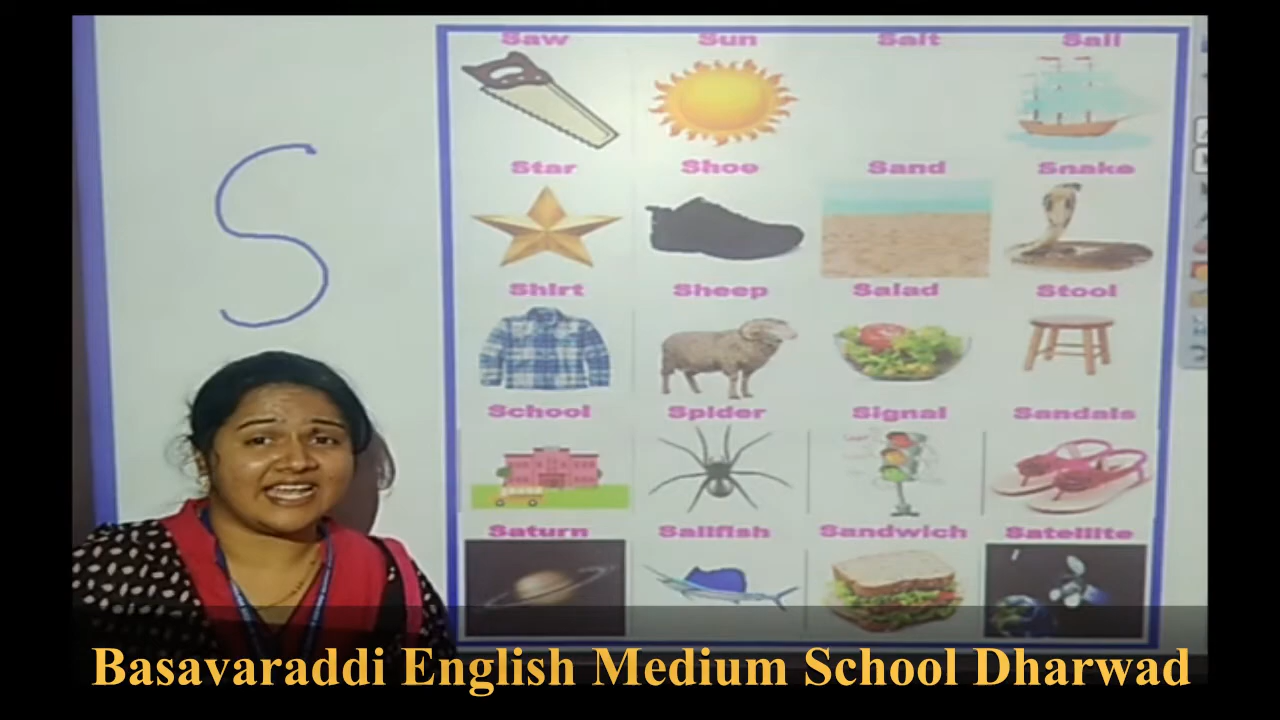 Saw Sun Salt Sail
S
Star Shoe Sand Snake
Shirt Sheep Salad Stool
School Spider Signal Sandals
Saturn Sailfish Sandwich Satellite
Basavaraddi English Medium School Dharwad